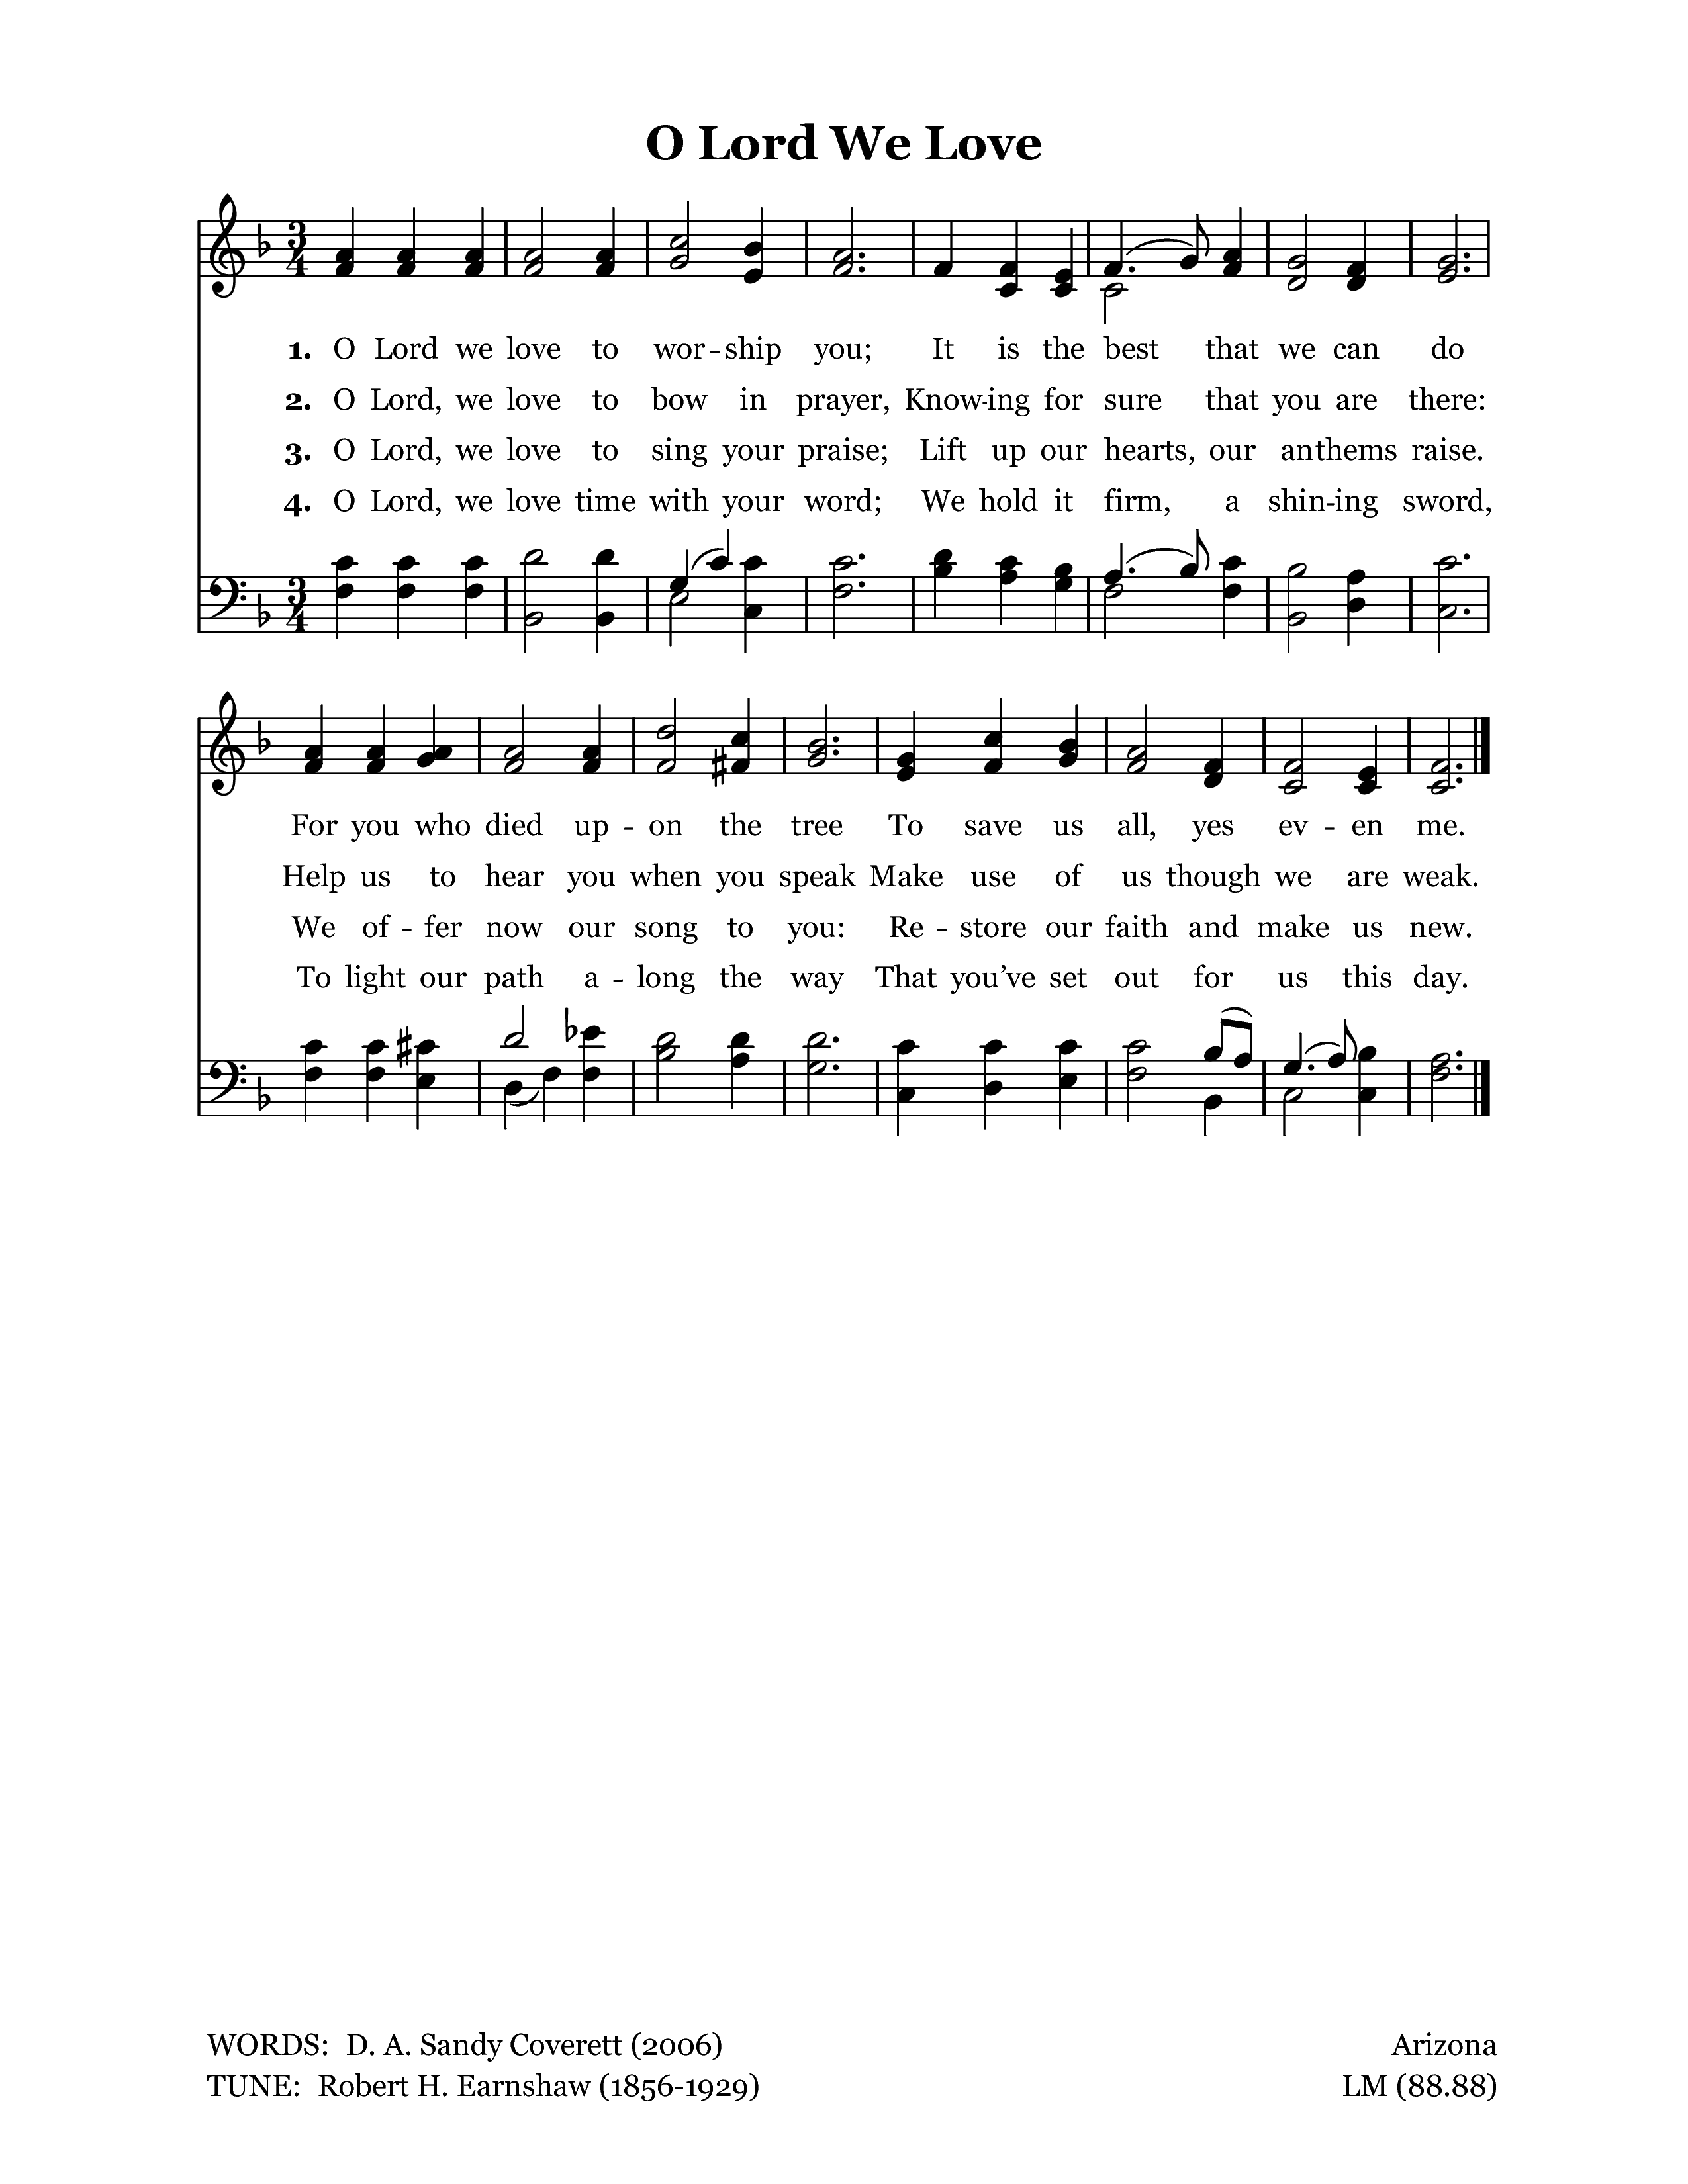 O Lord We Love
1. O Lord we love to wor - ship you; It is the best that we can do
2. O Lord, we love to bow in prayer, Know - ing for sure that you are there:
3. O Lord, we love to sing your praise; Lift up our hearts, our anthems raise.
4. O Lord, we love time with your word; We hold it firm, a shin - ing sword,
For you who died up - on the tree To save us all, yes ev - en me.
Help us to hear you when you speak Make use of us though we are weak.
We of - fer now our song to you: Re - store our faith and make us new.
To light our path a - long the way That you’ve set out for us this day.
WORDS: D. A. Sandy Coverett (2006) Arizona
TUNE: Robert H. Earnshaw (1856-1929) LM (88.88)